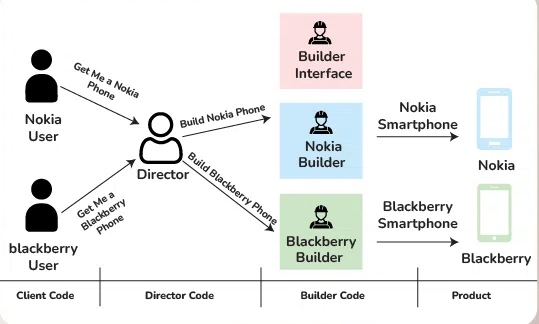 Get Me a Nokia
Phone
Nokia
User
Get Me a
Blackberry
Phone
blackberry
User
Director
Build Nokia Phone
Build Blackberry Phone
Builder
Interface
Nokia
Builder
Blackberry
Builder
Nokia
Smartphone
Nokia
Blackberry
Smartphone
Blackberry
Client Code
Director Code
Builder Code
Product